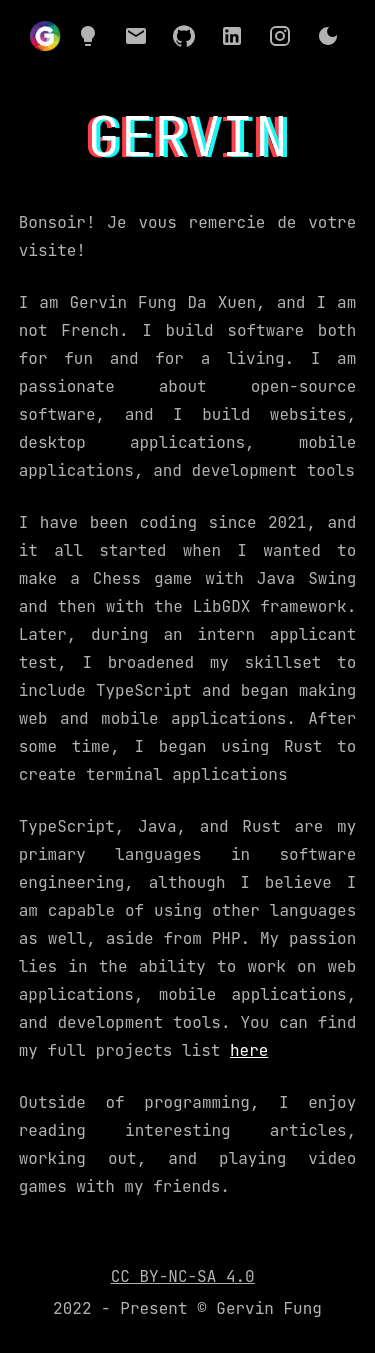 G
GERVIN
Bonsoir! Je vous remercie de votre
visite!
I am Gervin Fung Da Xuen, and I am
not French. I build software both
for fun and for a living. I am
passionate about open-source
software, and I build websites,
desktop applications, mobile
applications, and development tools
I have been coding since 2021, and
it all started when I wanted to
make a Chess game with Java Swing
and then with the LibGDX framework.
Later, during an intern applicant
test, I broadened my skillset to
include TypeScript and began making
web and mobile applications. After
some time, I began using Rust to
create terminal applications
TypeScript, Java, and Rust are my
primary languages in software
engineering, although I believe I
am capable of using other languages
as well, aside from PHP. My passion
lies in the ability to work on web
applications, mobile applications,
and development tools. You can find
my full projects list here
Outside of programming, I enjoy
reading interesting articles,
working out, and playing video
games with my friends.
CC BY-NC-SA 4.0
2022 - Present © Gervin Fung